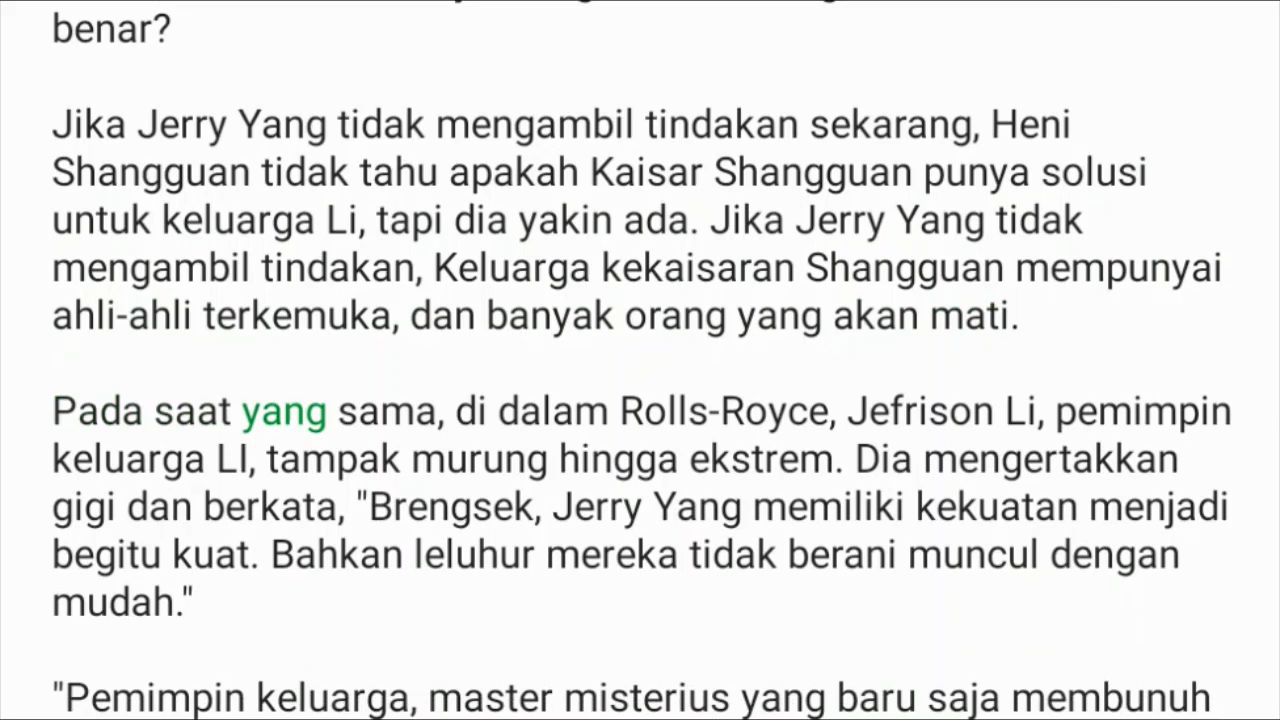 benar?
Jika Jerry Yang tidak mengambil tindakan sekarang, Heni
Shangguan tidak tahu apakah Kaisar Shangguan punya solusi
untuk keluarga Li, tapi dia yakin ada. Jika Jerry Yang tidak
mengambil tindakan, Keluarga kekaisaran Shangguan mempunyai
ahli-ahli terkemuka, dan banyak orang yang akan mati.
Pada saat yang sama, di dalam Rolls-Royce, Jefrison Li, pemimpin
keluarga LI, tampak murung hingga ekstrem. Dia mengertakkan
gigi dan berkata, "Brengsek, Jerry Yang memiliki kekuatan menjadi
begitu kuat. Bahkan leluhur mereka tidak berani muncul dengan
mudah."
"Pemimpin keluarga, master misterius yang baru saja membunuh